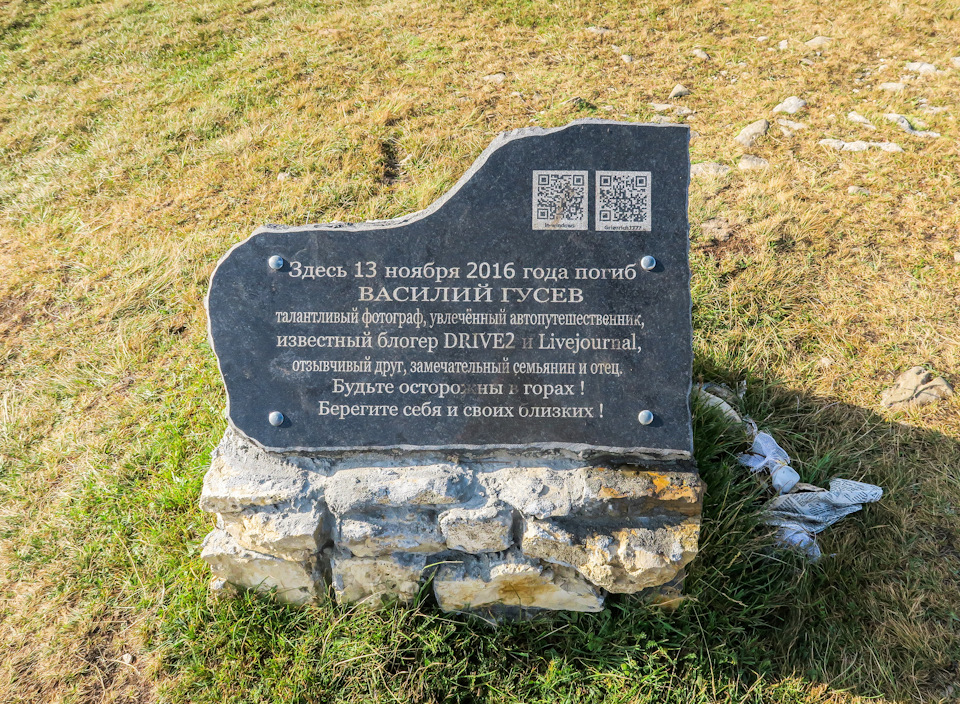 Grigoriah1777
Здесь 13 ноября 2016 года погиб
ВАСИЛИЙ ГУСЕВ
талантливый фотограф, увлечённый автопутешественник,
известный блогер DRIVE2 и Livejournal,
отзывчивый друг, замечательный семьянин и отец.
Будьте осторожны в горах !
Берегите себя и своих близких !